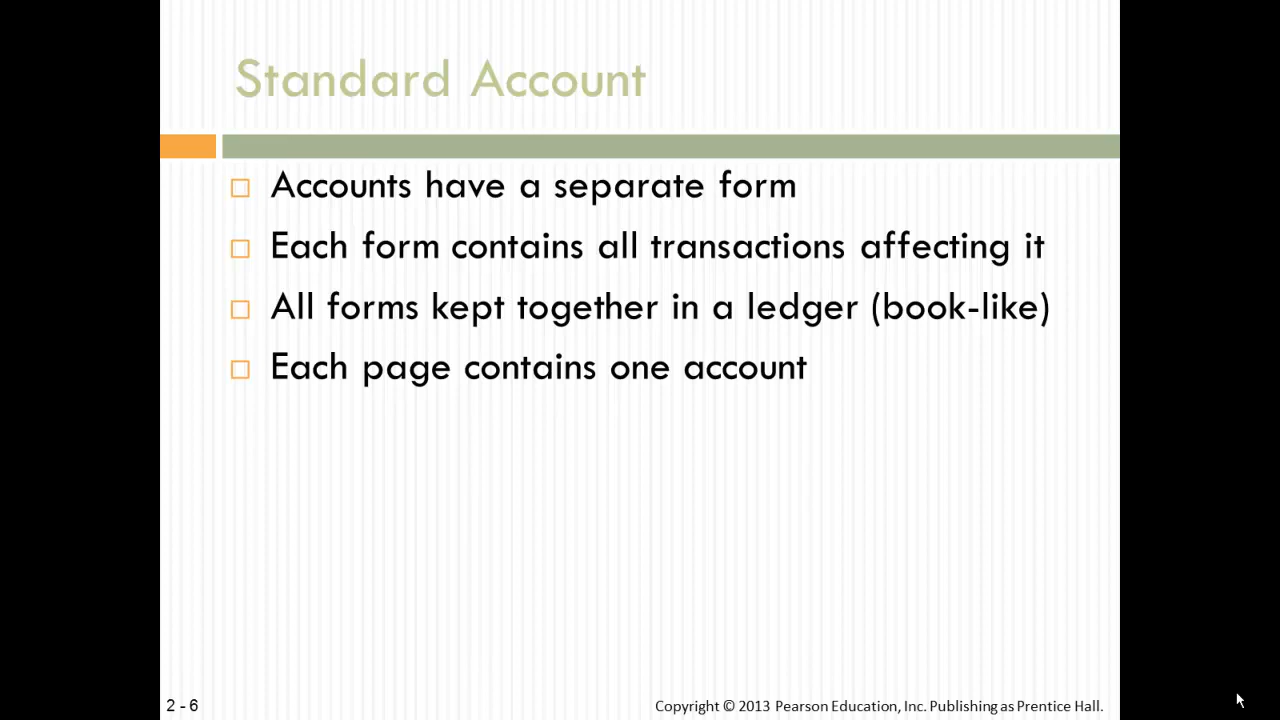 Standard Account
Accounts have a separate form
Each form contains all transactions affecting it
All forms kept together in a ledger (book-like)
Each page contains one account
2 - 6
Copyright © 2013 Pearson Education, Inc. Publishing as Prentice Hall.